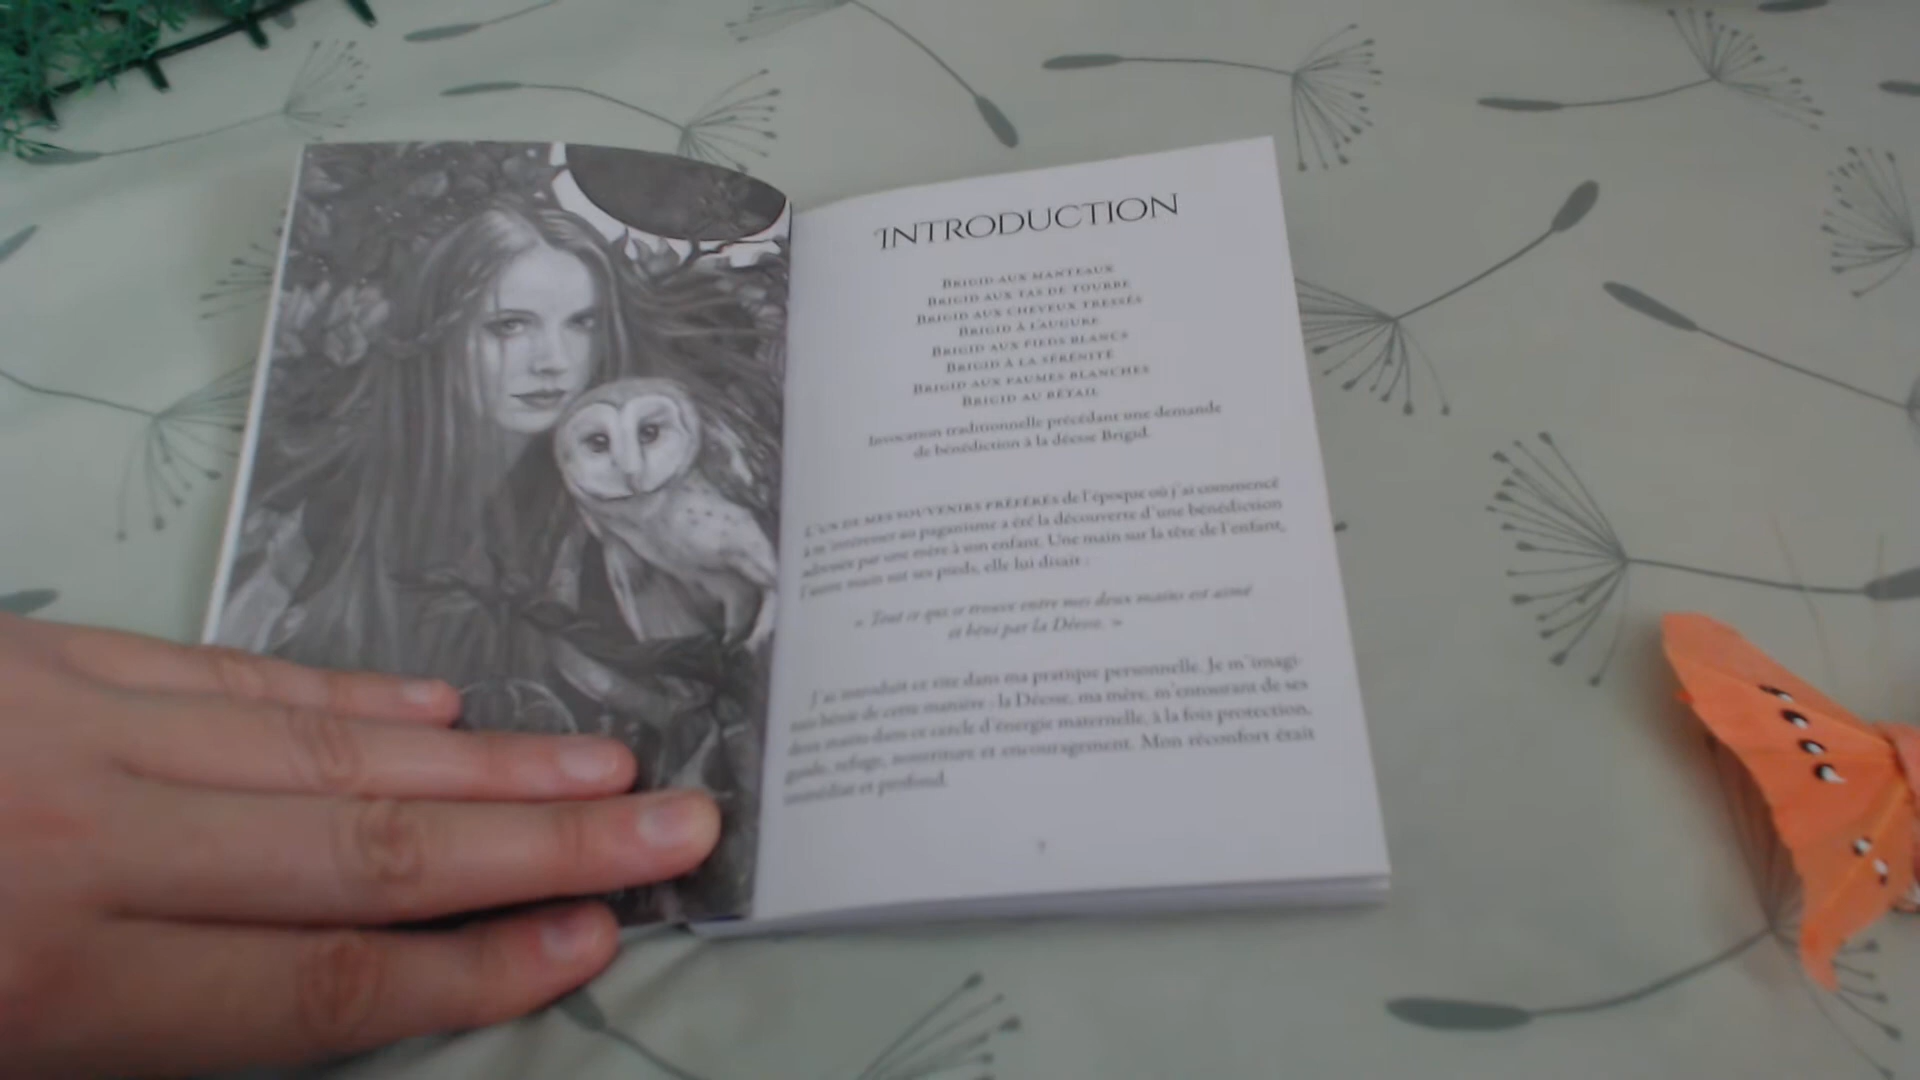 INTRODUCTION
BRIGID AUX MANTEAUX
BRIGID AUX TAS DE TOURBE
BRIGID AUX CHEVEUX TRESSÉS
BRIGID À L'AUGURE
BRIGID AUX PIEDS BLANCS
BRIGID À LA SÉRÉNITÉ
BRIGID AUX PAUMES BLANCHES
BRIGID AU BÉTAIL
Invocation traditionnelle précédant une demande
de bénédiction à la déesse Brigid.
L'UN DE MES SOUVENIRS PRÉFÉRÉS de l'époque où j'ai commencé
à m'intéresser au paganisme a été la découverte d'une bénédiction
adressée par une mère à son enfant. Une main sur la tête de l'enfant,
l'autre main sur ses pieds, elle lui disait :
« Tout ce qui se trouve entre mes deux mains est aimé
et béni par la Déesse. »
J'ai introduit ce rite dans ma pratique personnelle. Je m'imagi-
nais bénie de cette manière : la Déesse, ma mère, m'entourant de ses
deux mains dans ce cercle d'énergie maternelle, à la fois protection,
guide, refuge, nourriture et encouragement. Mon réconfort était
immédiat et profond.